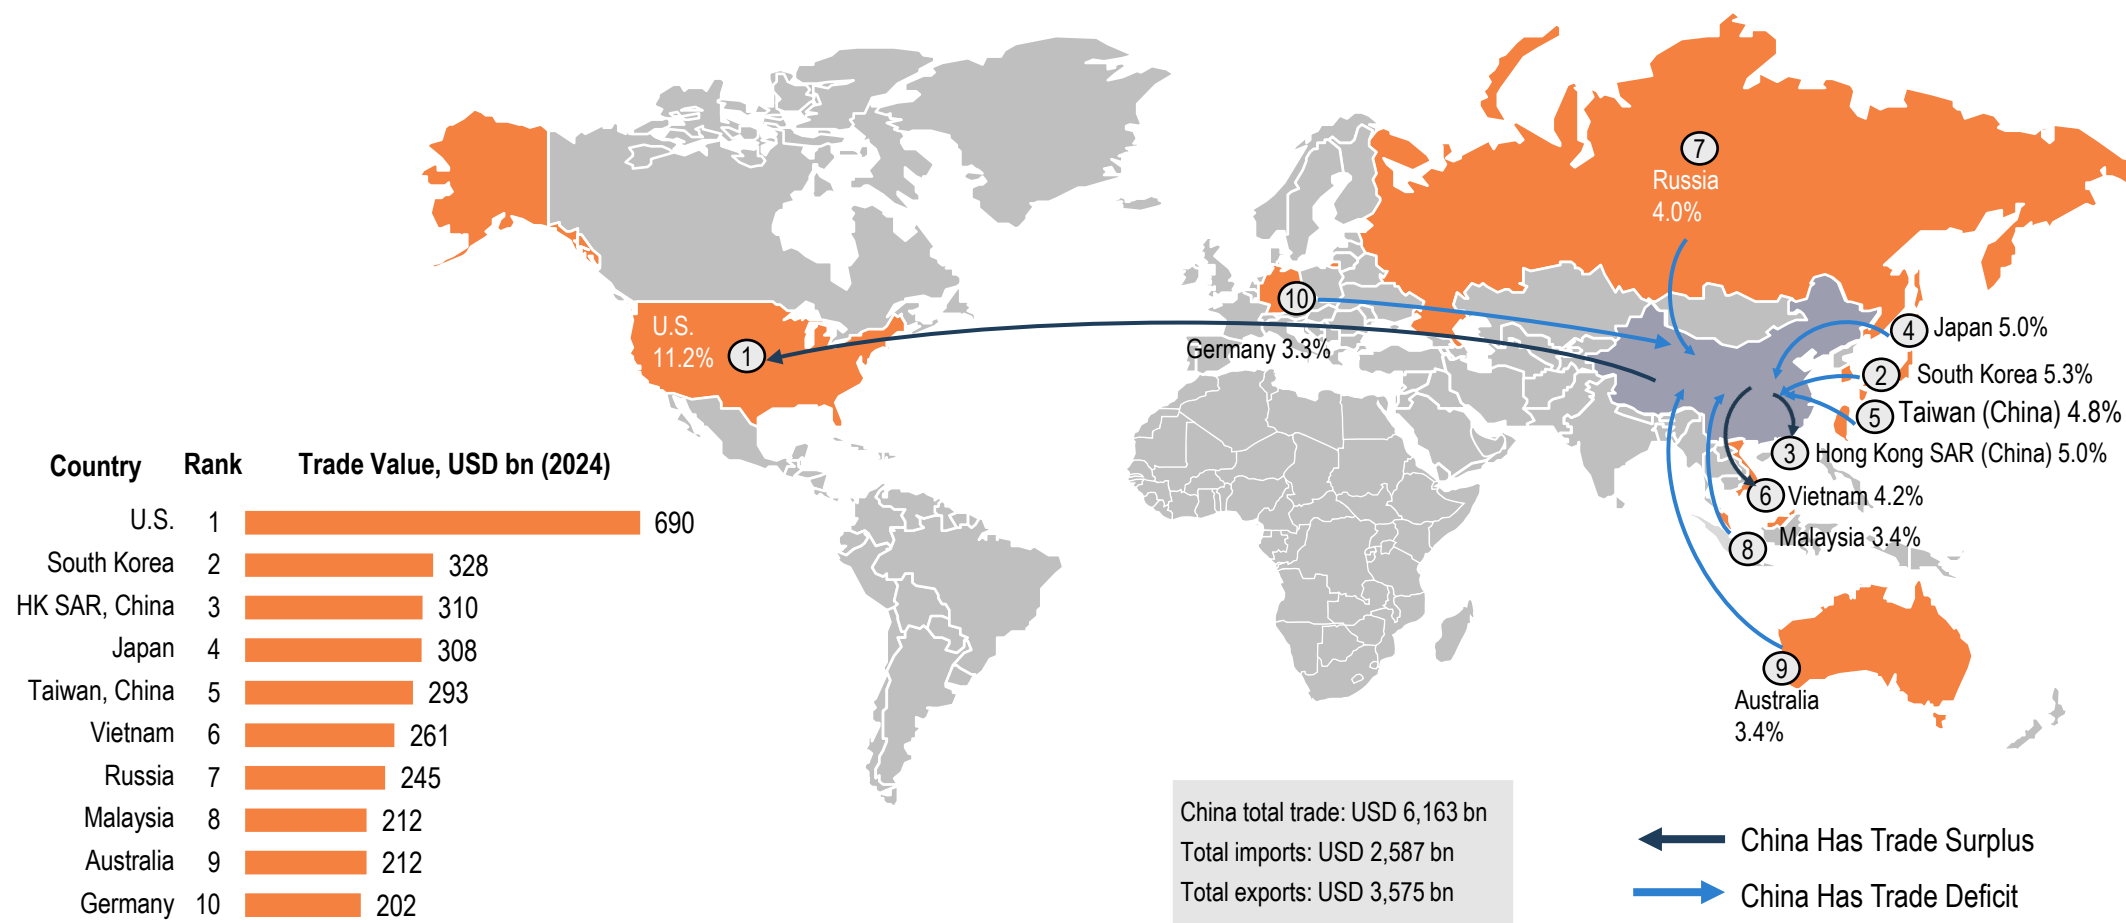 7
Russia
4.0%
10
Germany 3.3%
U.S.
11.2%
1
4
Japan 5.0%
2
South Korea 5.3%
5
Taiwan (China) 4.8%
3
Hong Kong SAR (China) 5.0%
6
Vietnam 4.2%
Malaysia 3.4%
8
9
Australia
3.4%
Country Rank Trade Value, USD bn (2024)
U.S. 1 690
South Korea 2 328
HK SAR, China 3 310
Japan 4 308
Taiwan, China 5 293
Vietnam 6 261
Russia 7 245
Malaysia 8 212
Australia 9 212
Germany 10 202
China total trade: USD 6,163 bn
Total imports: USD 2,587 bn
Total exports: USD 3,575 bn
China Has Trade Surplus
China Has Trade Deficit